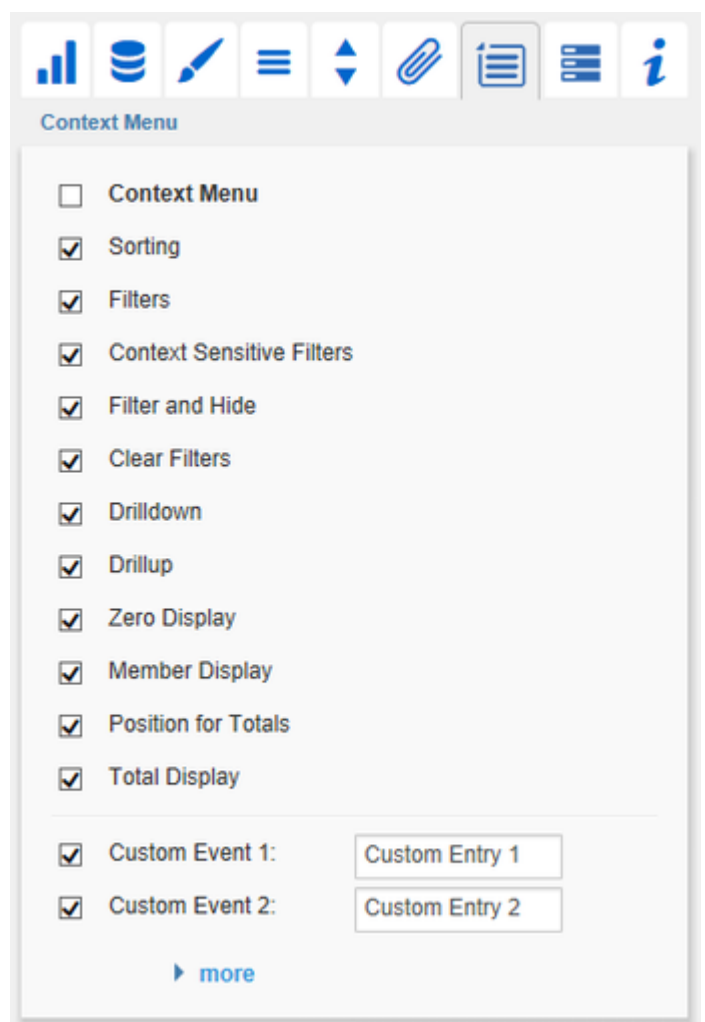 Context Menu
Context Menu
Sorting
Filters
Context Sensitive Filters
Filter and Hide
Clear Filters
Drilldown
Drillup
Zero Display
Member Display
Position for Totals
Total Display
Custom Event 1: Custom Entry 1
Custom Event 2: Custom Entry 2
more